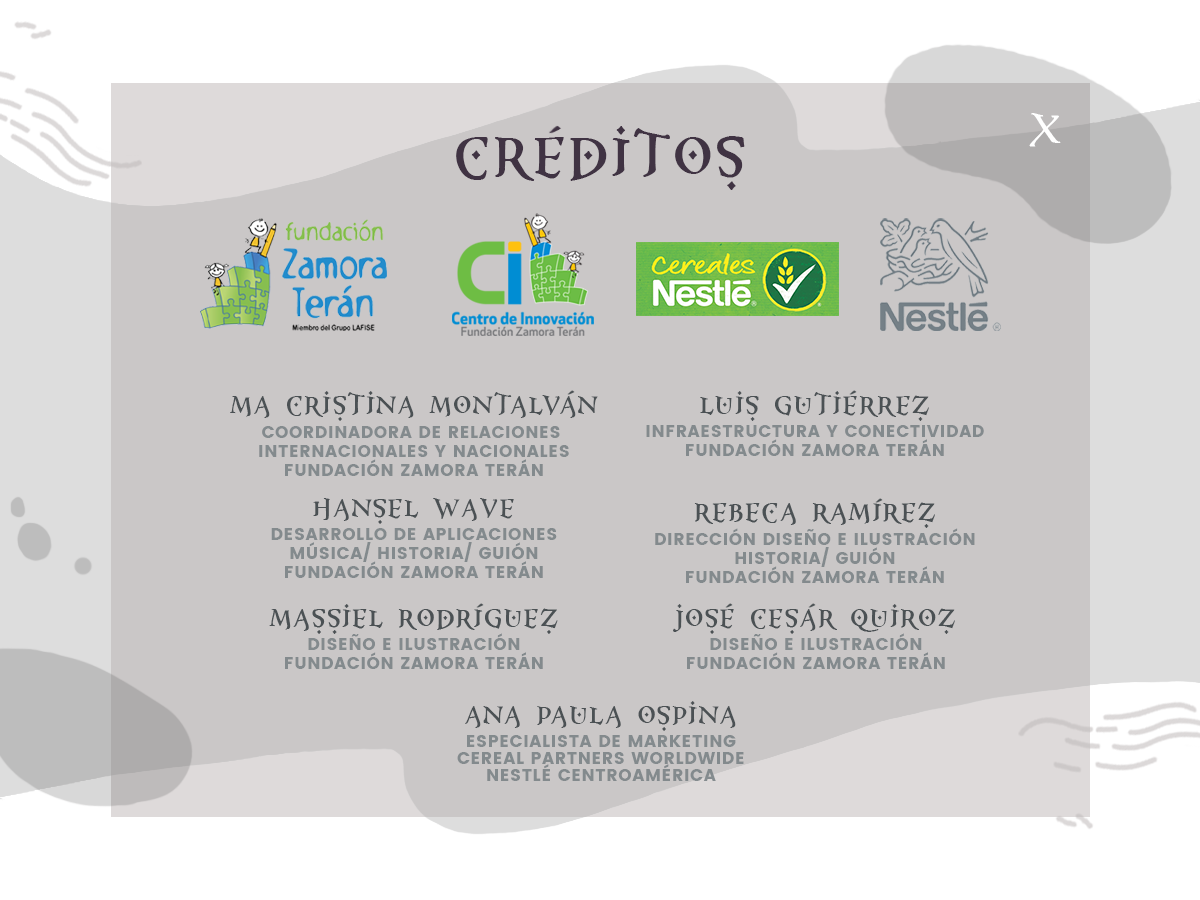 CRÉDITOS
X
fundación
Zamora
Terán
Miembro del Grupo LAFISE
Ci
Centro de Innovación
Fundación Zamora Terán
Cereales
Nestlé®
Nestlé®
MA CRISTINA MONTALVÁN
COORDINADORA DE RELACIONES
INTERNACIONALES Y NACIONALES
FUNDACIÓN ZAMORA TERÁN
LUIS GUTIÉRREZ
INFRAESTRUCTURA Y CONECTIVIDAD
FUNDACIÓN ZAMORA TERÁN
HANSEL WAVE
DESARROLLO DE APLICACIONES
MÚSICA/ HISTORIA/ GUIÓN
FUNDACIÓN ZAMORA TERÁN
REBECA RAMÍREZ
DIRECCIÓN DISEÑO E ILUSTRACIÓN
HISTORIA/ GUIÓN
FUNDACIÓN ZAMORA TERÁN
MASSIEL RODRÍGUEZ
DISEÑO E ILUSTRACIÓN
FUNDACIÓN ZAMORA TERÁN
JOSÉ CESÁR QUIROZ
DISEÑO E ILUSTRACIÓN
FUNDACIÓN ZAMORA TERÁN
ANA PAULA OSPINA
ESPECIALISTA DE MARKETING
CEREAL PARTNERS WORLDWIDE
NESTLÉ CENTROAMÉRICA